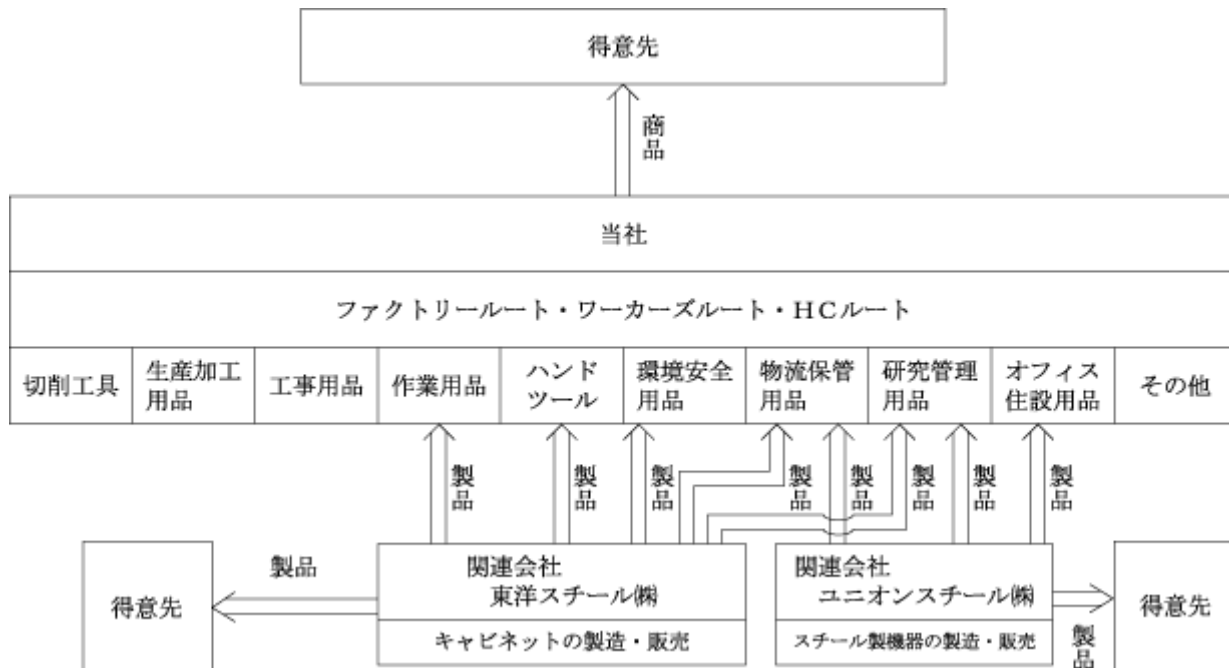 得意先
商品
当社
ファクトリールート・ワーカーズルート・HCルート
切削工具
生産加工
用品
工事用品
作業用品
ハンド
ツール
環境安全
用品
物流保管
用品
研究管理
用品
オフィス
住設用品
その他
製品
製品
製品
製品
製品
製品
製品
製品
得意先
製品
関連会社
東洋スチール㈱
キャビネットの製造・販売
関連会社
ユニオンスチール㈱
スチール製機器の製造・販売
製品
得意先